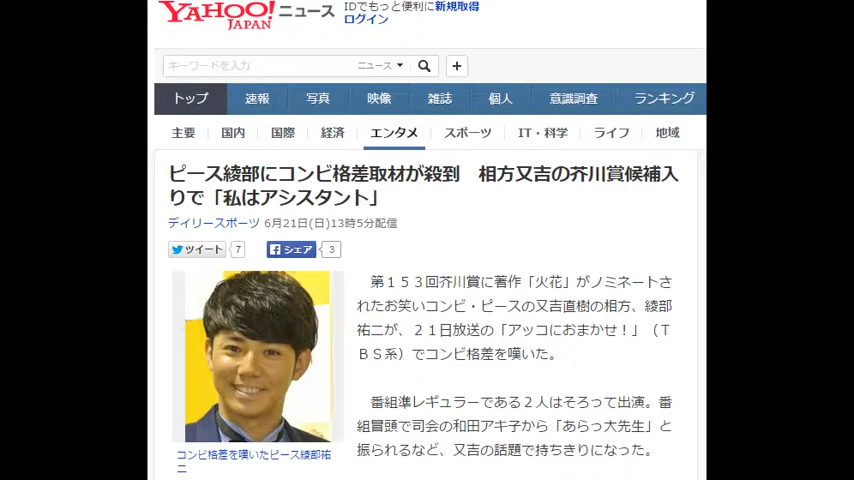 YAHOO!
JAPAN
ニュース
IDでもっと便利に新規取得
ログイン
キーワードを入力
ニュース
+
トップ 速報 写真 映像 雑誌 個人 意識調査 ランキング
主要 国内 国際 経済 エンタメ スポーツ IT・科学 ライフ 地域
ピース綾部にコンビ格差取材が殺到　相方又吉の芥川賞候補入
りで「私はアシスタント」
デイリースポーツ 6月21日(日)13時5分配信
ツイート 7 シェア 3
第１５３回芥川賞に著作「火花」がノミネートさ
れたお笑いコンビ・ピースの又吉直樹の相方、綾部
祐二が、２１日放送の「アッコにおまかせ！」（Ｔ
ＢＳ系）でコンビ格差を嘆いた。
番組準レギュラーである２人はそろって出演。番
組冒頭で司会の和田アキ子から「あらっ大先生」と
振られるなど、又吉の話題で持ちきりになった。
コンビ格差を嘆いたピース綾部祐
二